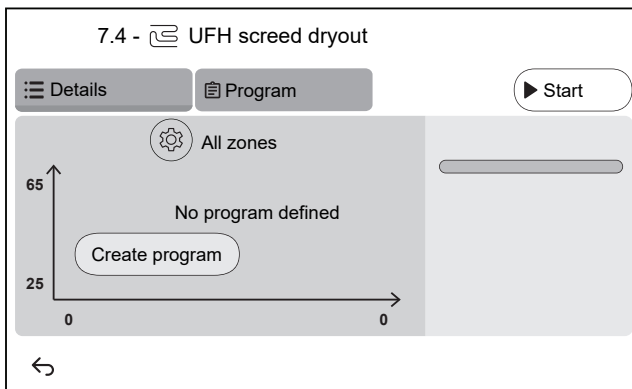 7.4 - UFH screed dryout
Details
Program
Start
All zones
65
No program defined
Create program
25
0
0